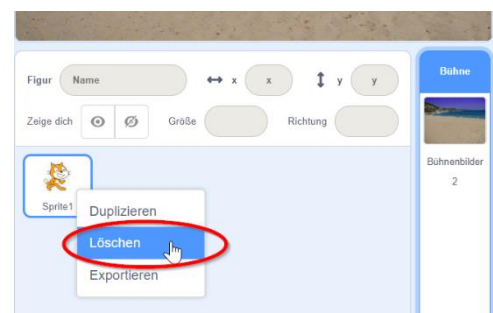 Figur Name x x y y
Zeige dich Größe Richtung
Bühne
Bühnenbilder
2
Sprite1
Duplizieren
Löschen
Exportieren